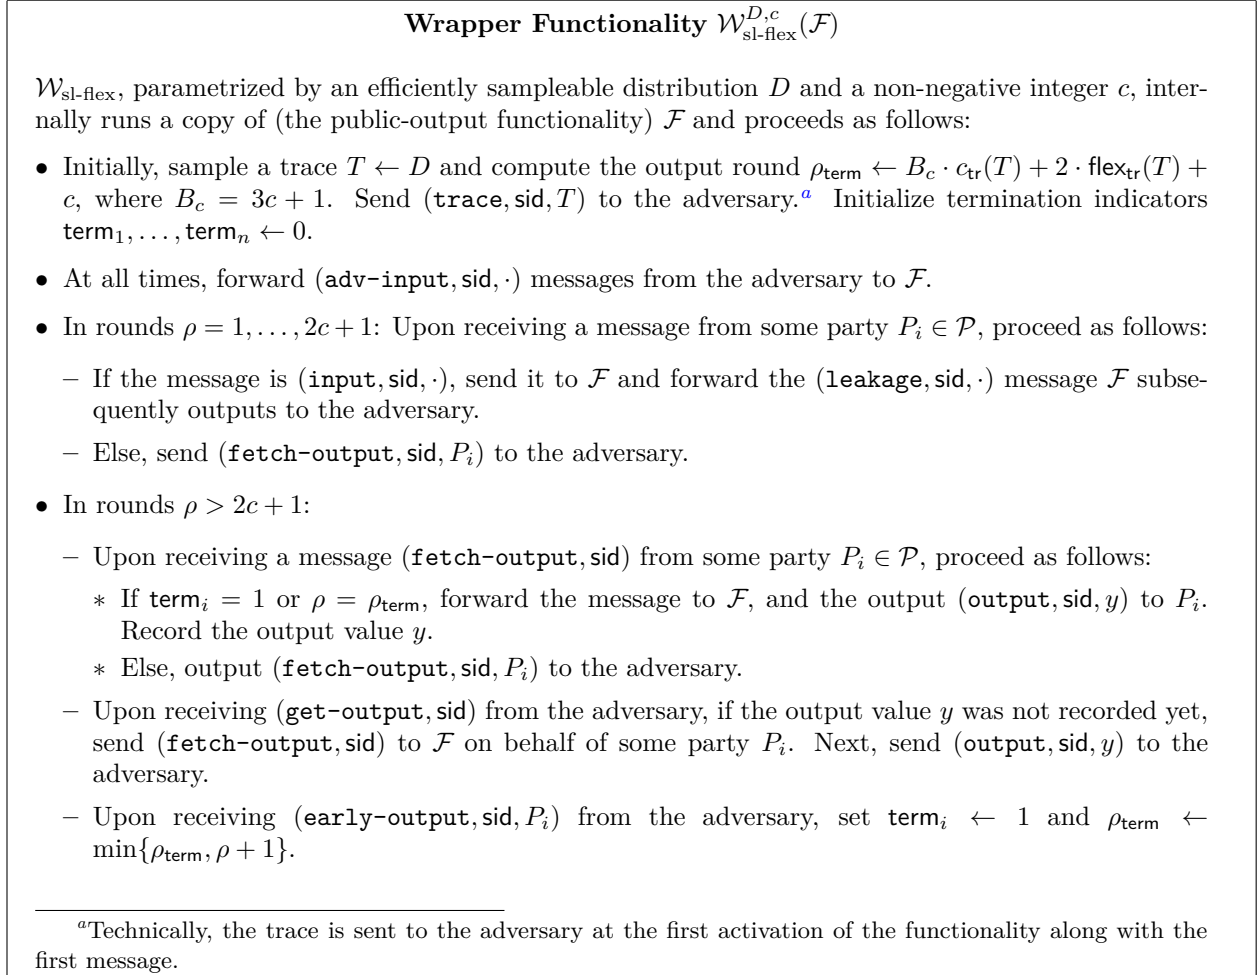 Wrapper Functionality W^{D,c}_{sl-flex}(F)
W_{sl-flex}, parametrized by an efficiently sampleable distribution D and a non-negative integer c, inter-
nally runs a copy of (the public-output functionality) F and proceeds as follows:
• Initially, sample a trace T ← D and compute the output round ρ_term ← B_c · c_tr(T) + 2 · flex_tr(T) +
c, where B_c = 3c + 1. Send (trace, sid, T) to the adversary.^a Initialize termination indicators
term_1, . . . , term_n ← 0.
• At all times, forward (adv-input, sid, ·) messages from the adversary to F.
• In rounds ρ = 1, . . . , 2c + 1: Upon receiving a message from some party P_i ∈ P, proceed as follows:
– If the message is (input, sid, ·), send it to F and forward the (leakage, sid, ·) message F subse-
quently outputs to the adversary.
– Else, send (fetch-output, sid, P_i) to the adversary.
• In rounds ρ > 2c + 1:
– Upon receiving a message (fetch-output, sid) from some party P_i ∈ P, proceed as follows:
∗ If term_i = 1 or ρ = ρ_term, forward the message to F, and the output (output, sid, y) to P_i.
Record the output value y.
∗ Else, output (fetch-output, sid, P_i) to the adversary.
– Upon receiving (get-output, sid) from the adversary, if the output value y was not recorded yet,
send (fetch-output, sid) to F on behalf of some party P_i. Next, send (output, sid, y) to the
adversary.
– Upon receiving (early-output, sid, P_i) from the adversary, set term_i ← 1 and ρ_term ←
min{ρ_term, ρ + 1}.
^a Technically, the trace is sent to the adversary at the first activation of the functionality along with the
first message.